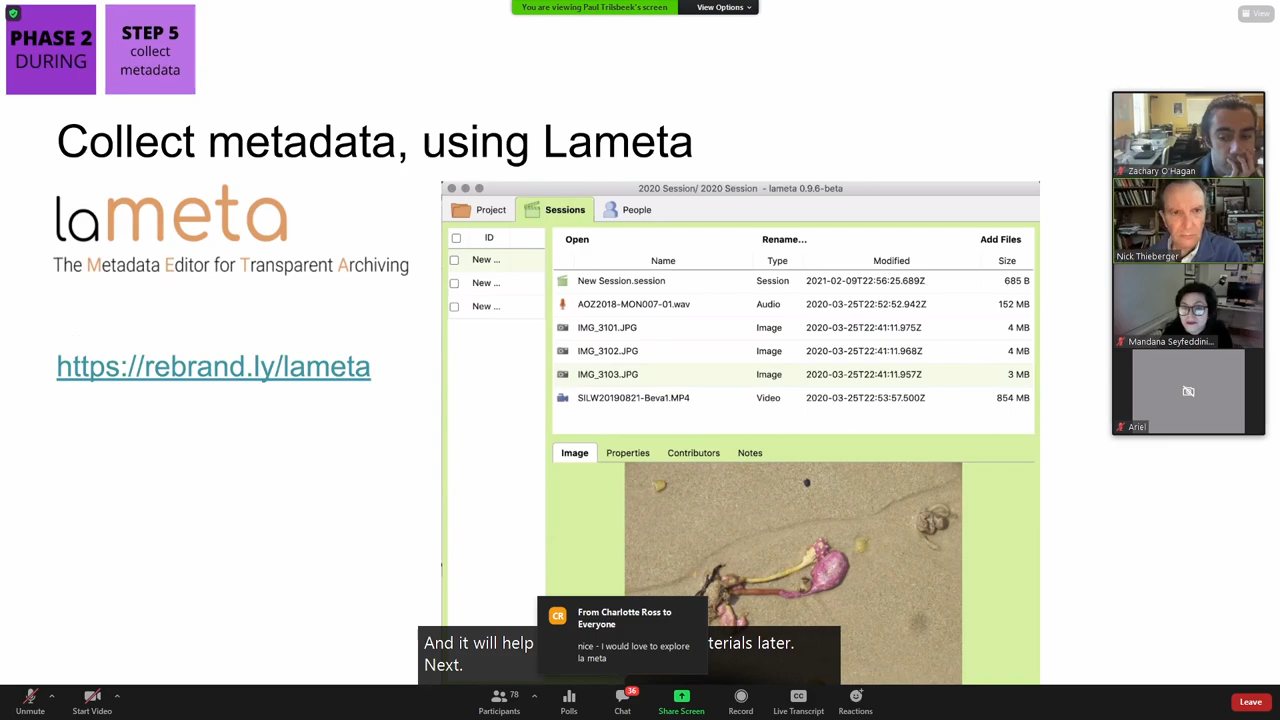 You are viewing Paul Trilsbeek's screen
View Options
View
PHASE 2
DURING
STEP 5
collect
metadata
Collect metadata, using Lameta
lameta
The Metadata Editor for Transparent Archiving
https://rebrand.ly/lameta
2020 Session/ 2020 Session - lameta 0.9.6-beta
Project Sessions People
ID
New ...
New ...
New ...
Open Rename... Add Files
Name Type Modified Size
New Session.session Session 2021-02-09T22:56:25.689Z 685 B
AOZ2018-MON007-01.wav Audio 2020-03-25T22:52:52.942Z 152 MB
IMG_3101.JPG Image 2020-03-25T22:41:11.975Z 4 MB
IMG_3102.JPG Image 2020-03-25T22:41:11.968Z 4 MB
IMG_3103.JPG Image 2020-03-25T22:41:11.957Z 3 MB
SILW20190821-Beva1.MP4 Video 2020-03-25T22:53:57.500Z 854 MB
Image Properties Contributors Notes
Zachary O'Hagan
Nick Thieberger
Mandana Seyfeddini...
Ariel
CR
From Charlotte Ross to
Everyone
nice - I would love to explore
la meta
And it will help terials later.
Next.
Unmute
Start Video
78
Participants
Polls
36
Chat
Share Screen
Record
CC
Live Transcript
Reactions
Leave